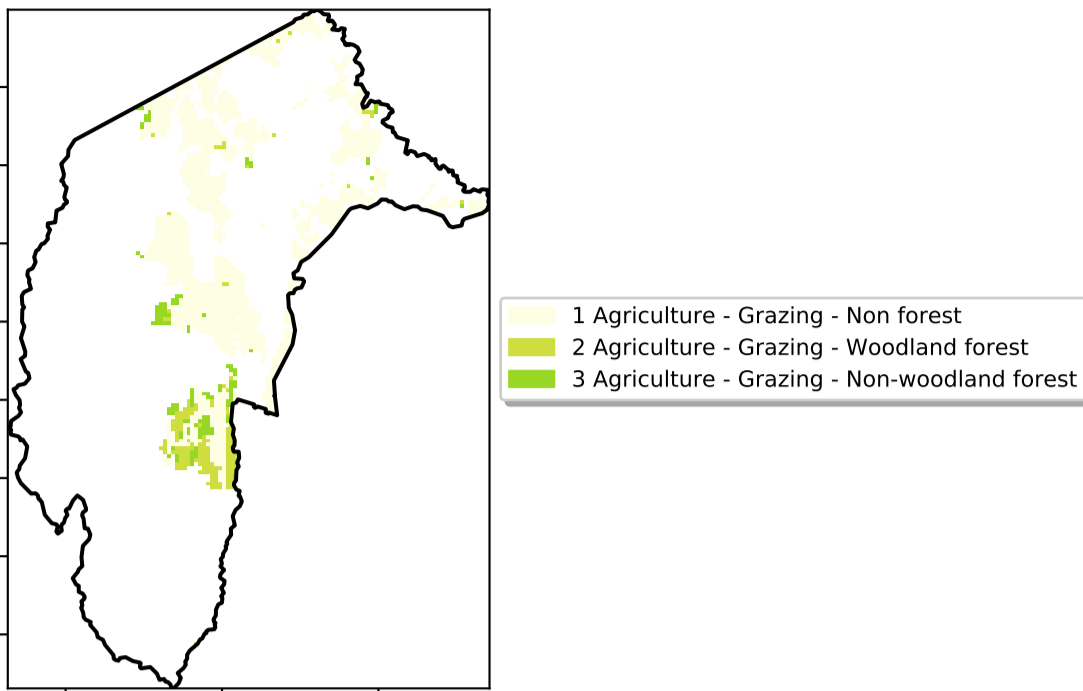 1 Agriculture - Grazing - Non forest
2 Agriculture - Grazing - Woodland forest
3 Agriculture - Grazing - Non-woodland forest